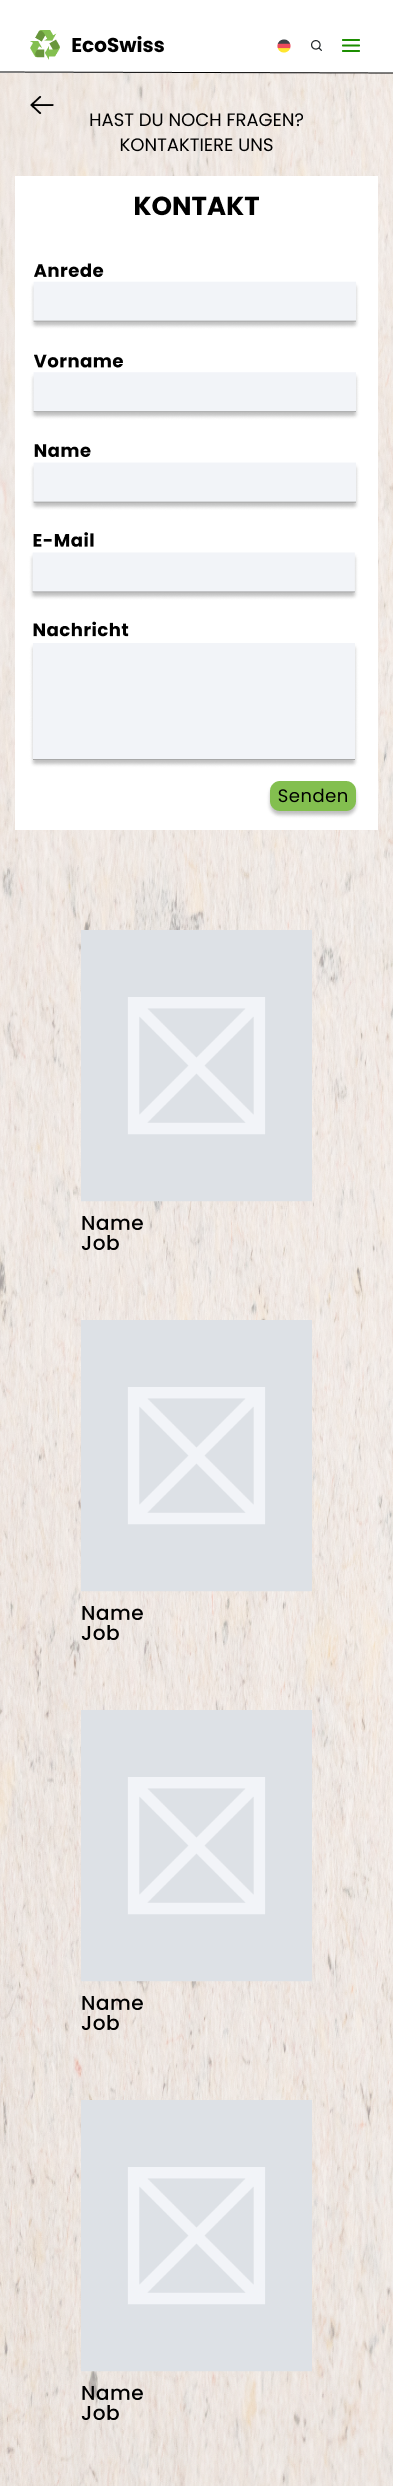 EcoSwiss
HAST DU NOCH FRAGEN?
KONTAKTIERE UNS
KONTAKT
Anrede
Vorname
Name
E-Mail
Nachricht
Senden
Name
Job
Name
Job
Name
Job
Name
Job